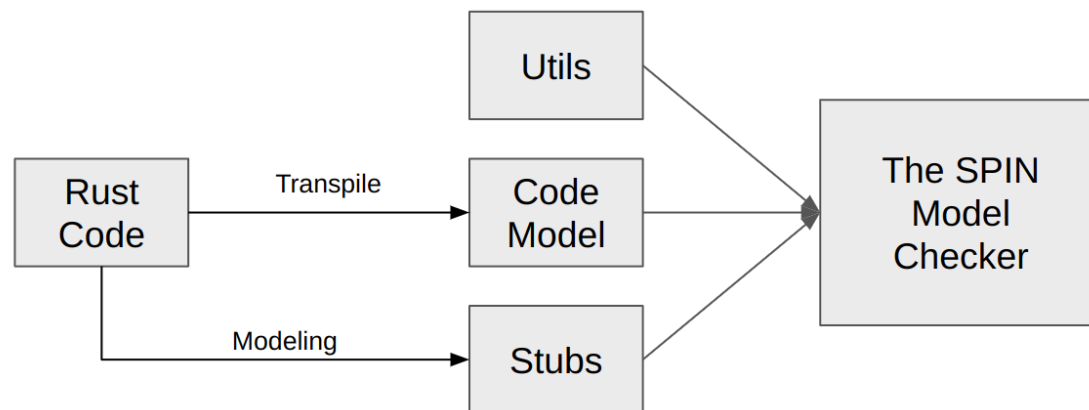 Utils
Rust
Code
Transpile
Code
Model
The SPIN
Model
Checker
Modeling
Stubs